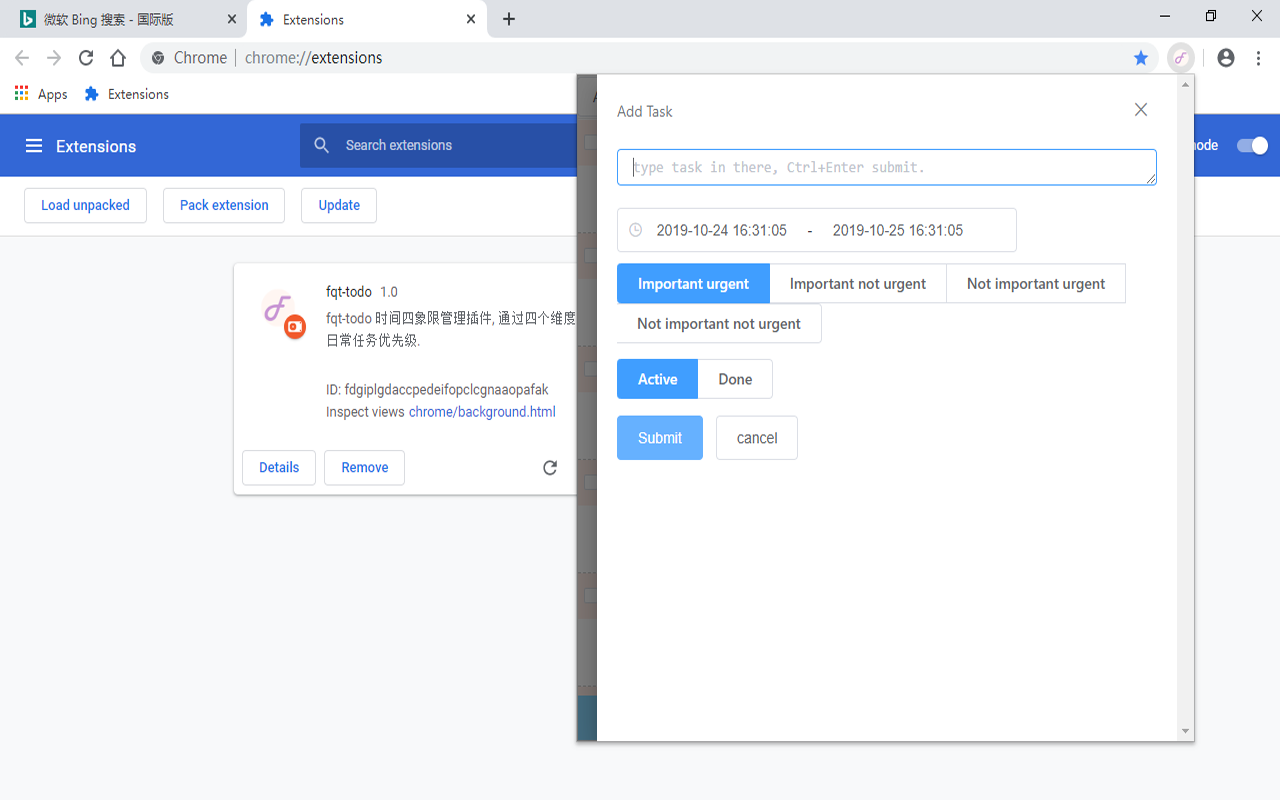 微软 Bing 搜索 - 国际版
Extensions
Chrome
chrome://extensions
Apps
Extensions
Extensions
Search extensions
Load unpacked
Pack extension
Update
fqt-todo 1.0
fqt-todo 时间四象限管理插件, 通过四个维度
日常任务优先级.
ID: fdgiplgdaccpedeifopclcgnaaopafak
Inspect views chrome/background.html
Details
Remove
Add Task
type task in there, Ctrl+Enter submit.
2019-10-24 16:31:05 - 2019-10-25 16:31:05
Important urgent
Important not urgent
Not important urgent
Not important not urgent
Active
Done
Submit
cancel